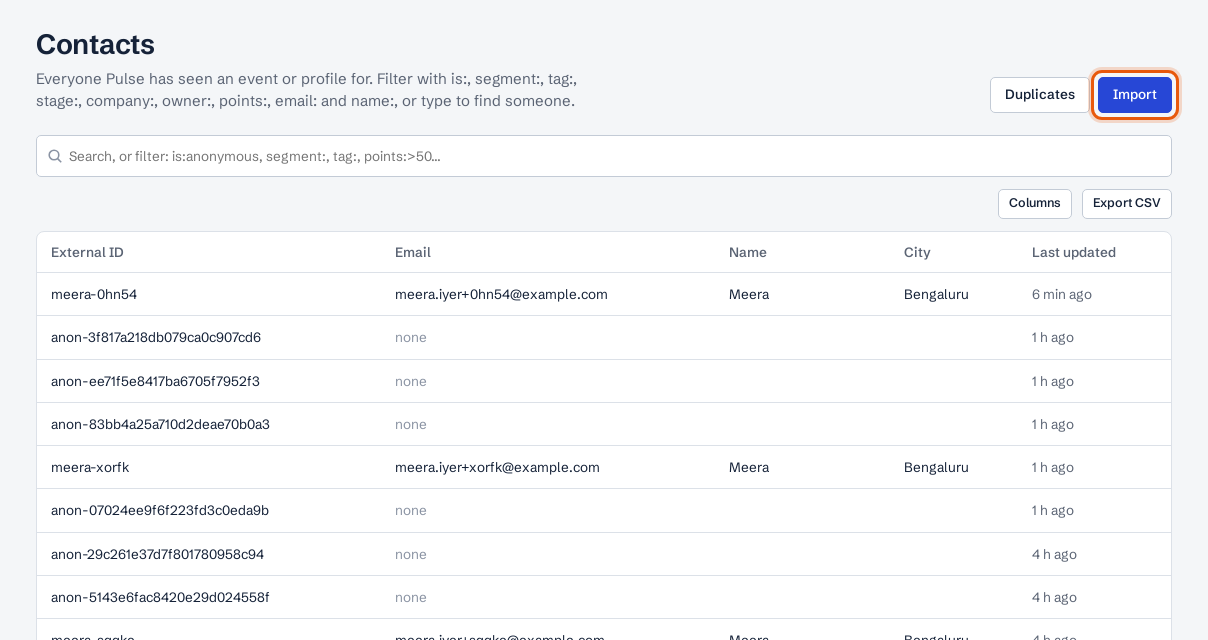 Contacts
Everyone Pulse has seen an event or profile for. Filter with is:, segment:, tag:,
stage:, company:, owner:, points:, email: and name:, or type to find someone.
Duplicates Import
Search, or filter: is:anonymous, segment:, tag:, points:>50...
Columns Export CSV
External ID Email Name City Last updated
meera-0hn54 meera.iyer+0hn54@example.com Meera Bengaluru 6 min ago
anon-3f817a218db079ca0c907cd6 none 1 h ago
anon-ee71f5e8417ba6705f7952f3 none 1 h ago
anon-83bb4a25a710d2deae70b0a3 none 1 h ago
meera-xorfk meera.iyer+xorfk@example.com Meera Bengaluru 1 h ago
anon-07024ee9f6f223fd3c0eda9b none 1 h ago
anon-29c261e37d7f801780958c94 none 4 h ago
anon-5143e6fac8420e29d024558f none 4 h ago
Meera Bengaluru 4 h ago